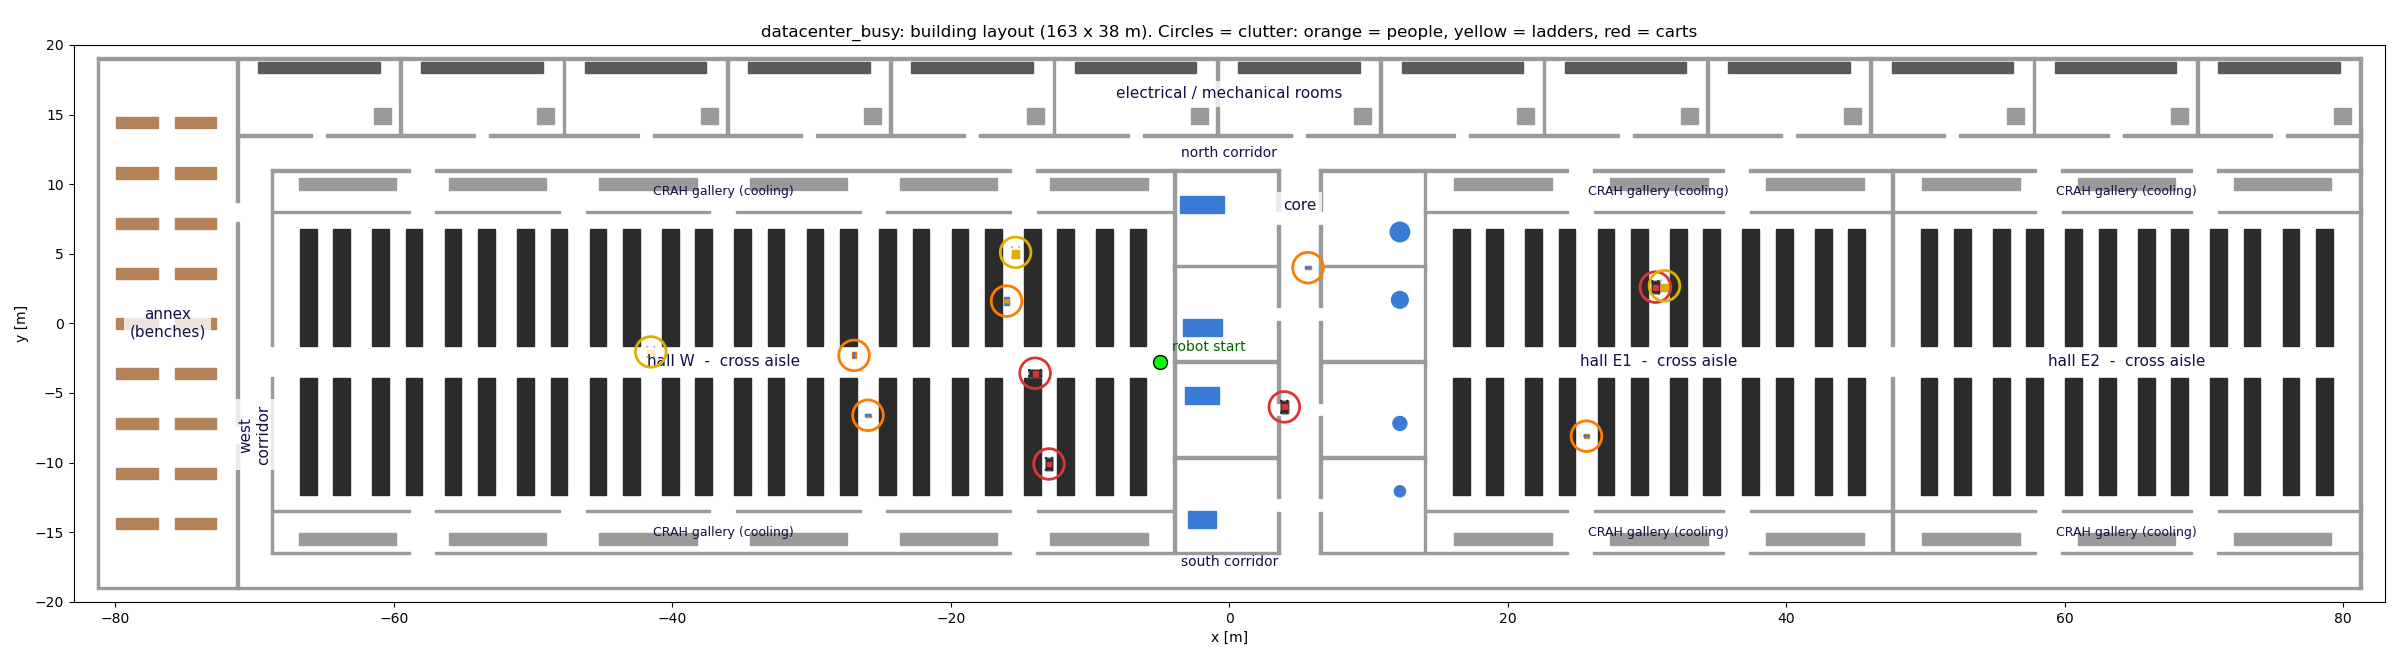 datacenter_busy: building layout (163 x 38 m). Circles = clutter: orange = people, yellow = ladders, red = carts
electrical / mechanical rooms
north corridor
CRAH gallery (cooling)
core
CRAH gallery (cooling)
CRAH gallery (cooling)
annex
(benches)
robot start
hall W - cross aisle
hall E1 - cross aisle
hall E2 - cross aisle
west
corridor
CRAH gallery (cooling)
CRAH gallery (cooling)
CRAH gallery (cooling)
south corridor
20
15
10
5
0
−5
−10
−15
−20
y [m]
−80
−60
−40
−20
0
20
40
60
80
x [m]